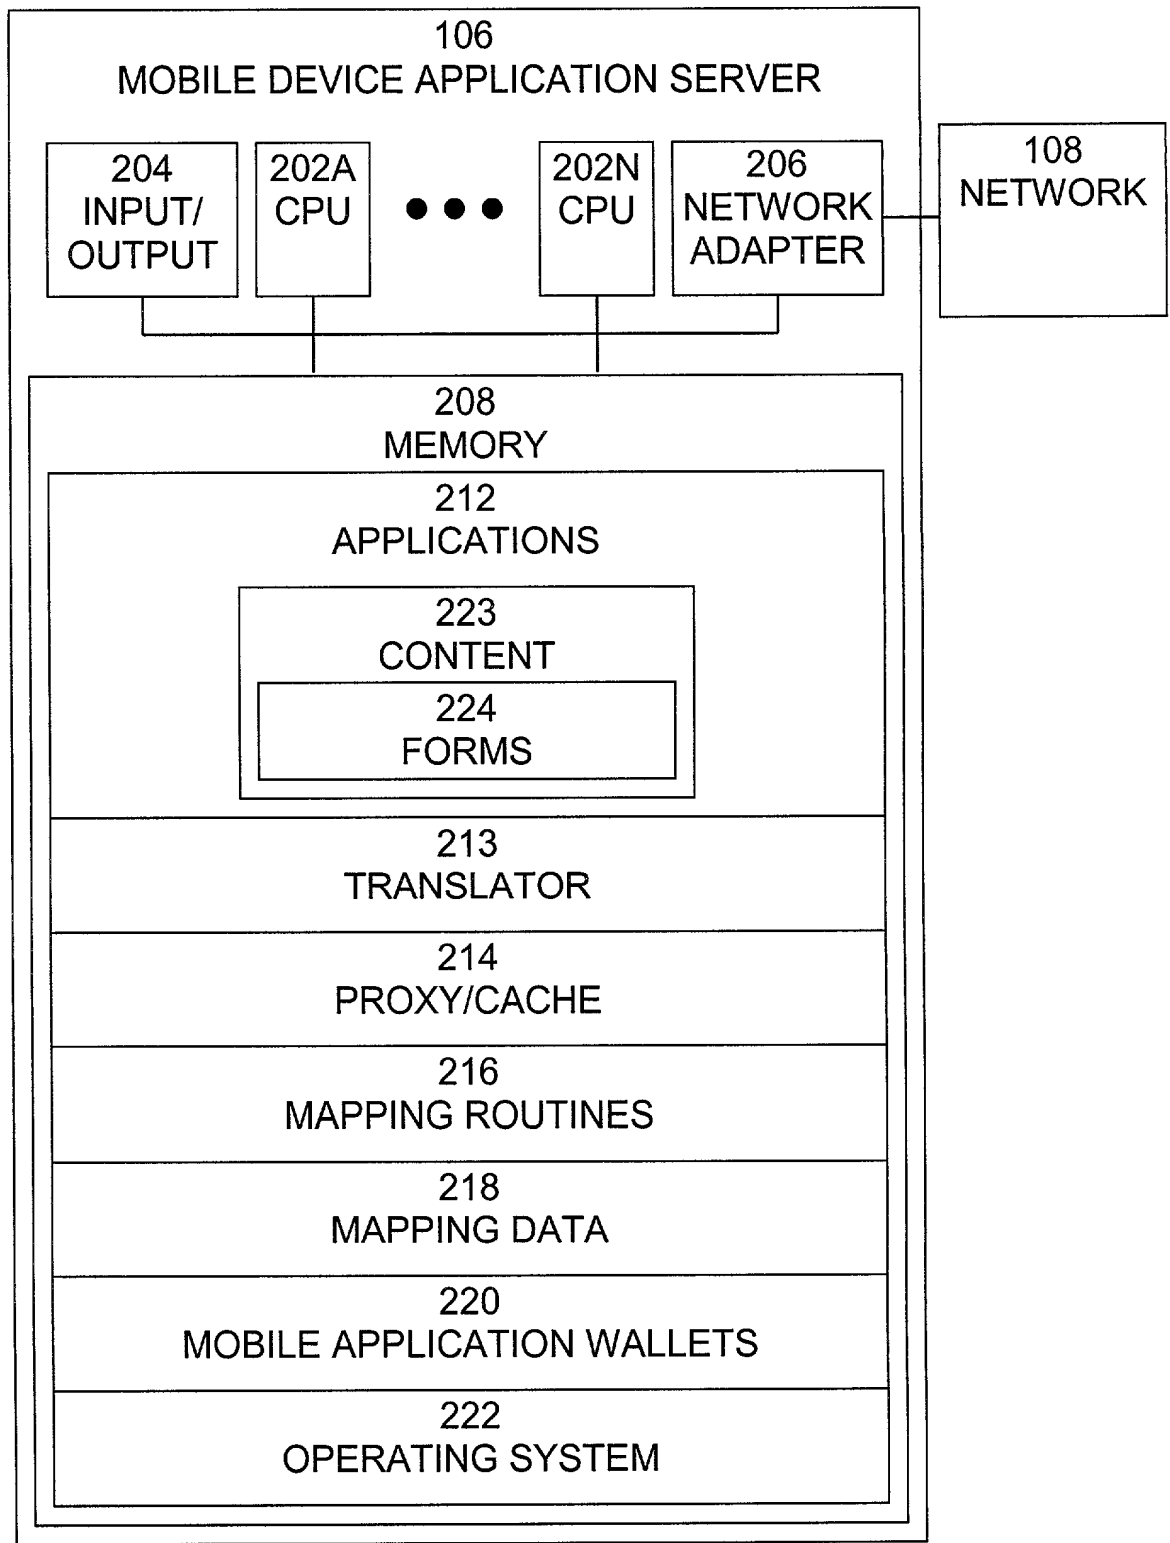 106
MOBILE DEVICE APPLICATION SERVER
204
INPUT/
OUTPUT
202A
CPU
202N
CPU
206
NETWORK
ADAPTER
108
NETWORK
208
MEMORY
212
APPLICATIONS
223
CONTENT
224
FORMS
213
TRANSLATOR
214
PROXY/CACHE
216
MAPPING ROUTINES
218
MAPPING DATA
220
MOBILE APPLICATION WALLETS
222
OPERATING SYSTEM